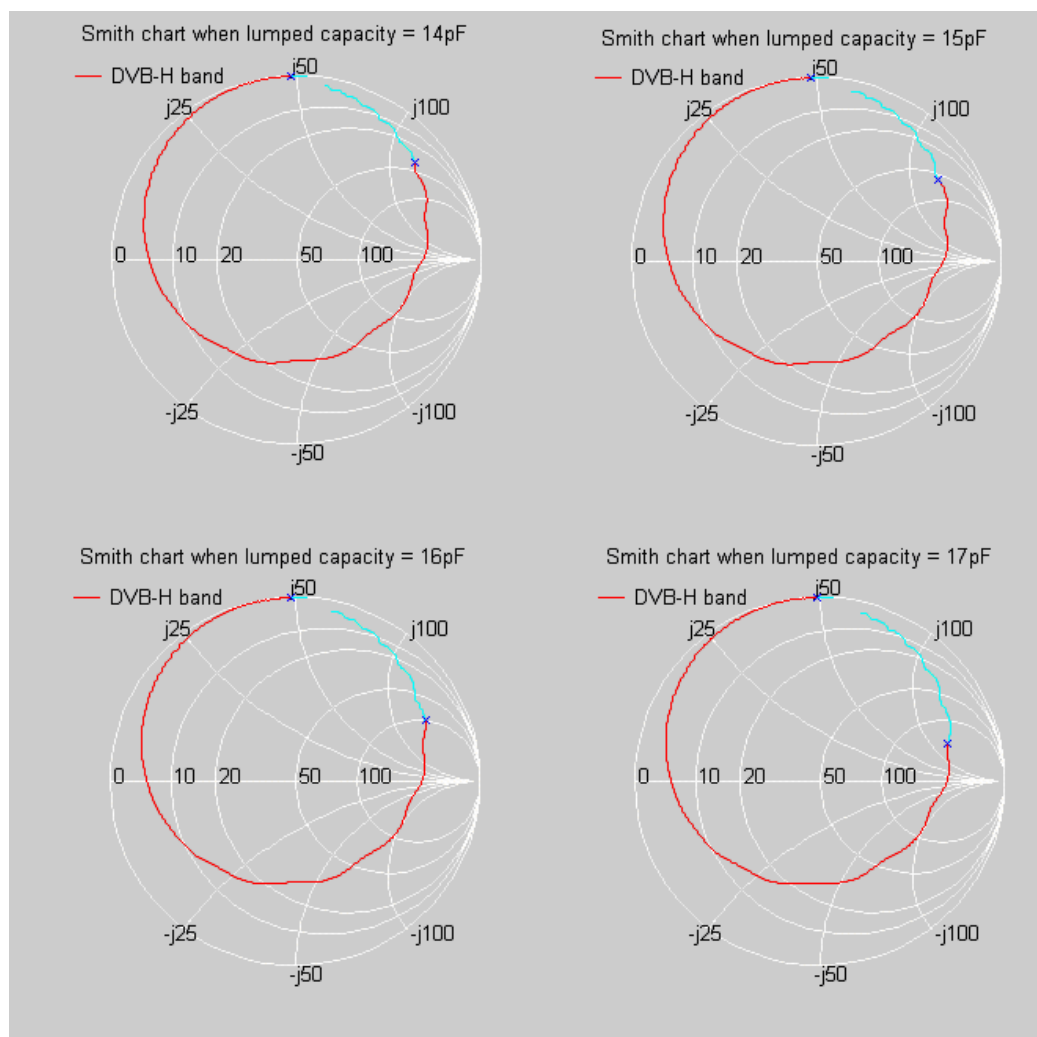 Smith chart when lumped capacity = 14pF
DVB-H band
j50
j25
j100
0
10
20
50
100
-j25
-j100
-j50
Smith chart when lumped capacity = 15pF
DVB-H band
j50
j25
j100
0
10
20
50
100
-j25
-j100
-j50
Smith chart when lumped capacity = 16pF
DVB-H band
j50
j25
j100
0
10
20
50
100
-j25
-j100
-j50
Smith chart when lumped capacity = 17pF
DVB-H band
j50
j25
j100
0
10
20
50
100
-j25
-j100
-j50